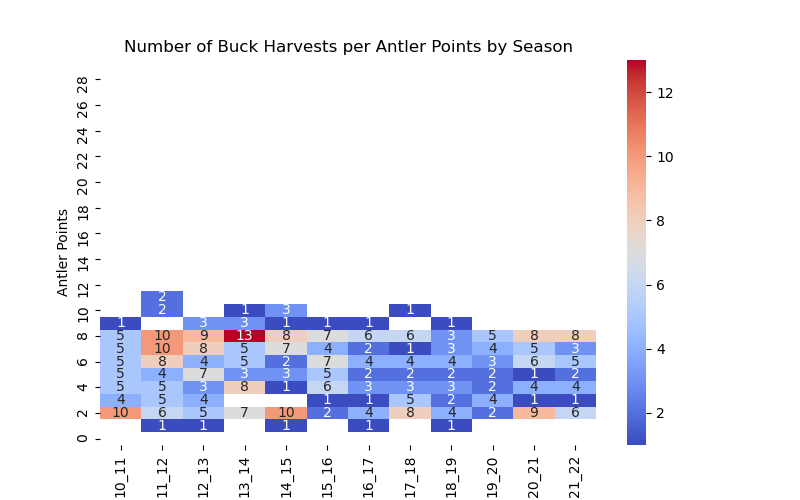 Number of Buck Harvests per Antler Points by Season
Antler Points
28
26
24
22
20
18
16
14
12
2
10
2 1 3 1
1 3 3 1 1 1 1
8
5 10 9 13 8 7 6 6 3 5 8 8
5 10 8 5 7 4 2 1 3 4 5 3
6
5 8 4 5 2 7 4 4 4 3 6 5
5 4 7 3 3 5 2 2 2 2 1 2
4
5 5 3 8 1 6 3 3 3 2 4 4
4 5 4 1 1 5 2 4 1 1
2
10 6 5 7 10 2 4 8 4 2 9 6
1 1 1 1 1
0
10_11 11_12 12_13 13_14 14_15 15_16 16_17 17_18 18_19 19_20 20_21 21_22
12
10
8
6
4
2